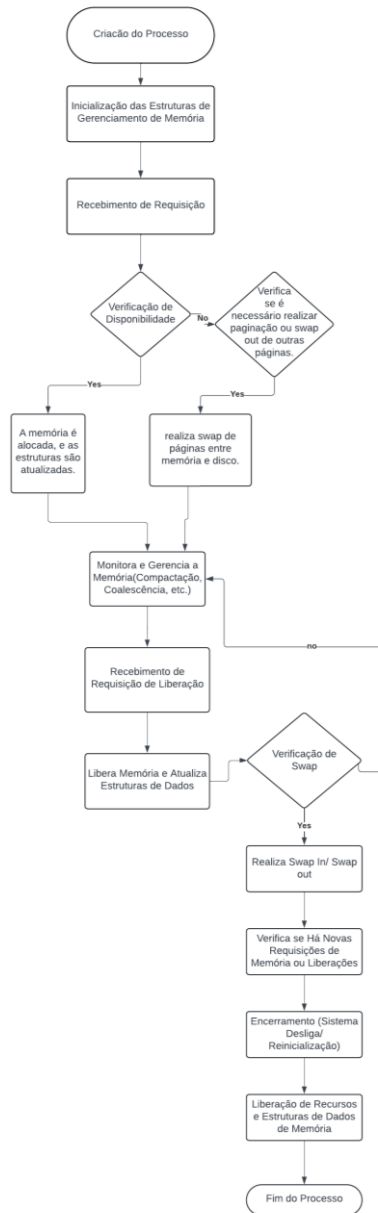 Criacão do Processo
Inicialização das Estruturas de
Gerenciamento de Memória
Recebimento de Requisição
Verificação de
Disponibilidade
No
Verifica
se é
necessário realizar
paginação ou swap
out de outras
páginas.
Yes
Yes
A memória é
alocada, e as
estruturas são
atualizadas.
realiza swap de
páginas entre
memória e disco.
Monitora e Gerencia a
Memória(Compactação,
Coalescência, etc.)
no
Recebimento de
Requisição de Liberação
Libera Memória e Atualiza
Estruturas de Dados
Verificação de
Swap
Yes
Realiza Swap In/ Swap
out
Verifica se Há Novas
Requisições de
Memória ou Liberações
Encerramento (Sistema
Desliga/
Reinicialização)
Liberação de Recursos
e Estruturas de Dados
de Memória
Fim do Processo